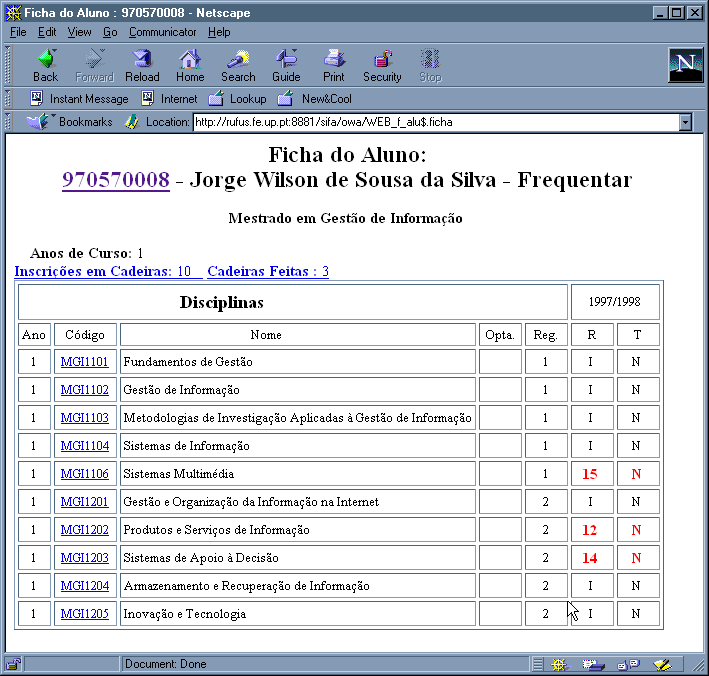 Ficha do Aluno : 970570008 - Netscape
File Edit View Go Communicator Help
Back Forward Reload Home Search Guide Print Security Stop
N
Instant Message Internet Lookup New&Cool
Bookmarks Location: http://rufus.fe.up.pt:8881/sifa/owa/WEB_f_alu$.ficha
Ficha do Aluno:
970570008 - Jorge Wilson de Sousa da Silva - Frequentar
Mestrado em Gestão de Informação
Anos de Curso: 1
Inscrições em Cadeiras: 10 Cadeiras Feitas : 3
Disciplinas 1997/1998
Ano Código Nome Opta. Reg. R T
1 MGI1101 Fundamentos de Gestão 1 I N
1 MGI1102 Gestão de Informação 1 I N
1 MGI1103 Metodologias de Investigação Aplicadas à Gestão de Informação 1 I N
1 MGI1104 Sistemas de Informação 1 I N
1 MGI1106 Sistemas Multimédia 1 15 N
1 MGI1201 Gestão e Organização da Informação na Internet 2 I N
1 MGI1202 Produtos e Serviços de Informação 2 12 N
1 MGI1203 Sistemas de Apoio à Decisão 2 14 N
1 MGI1204 Armazenamento e Recuperação de Informação 2 I N
1 MGI1205 Inovação e Tecnologia 2 I N
Document: Done